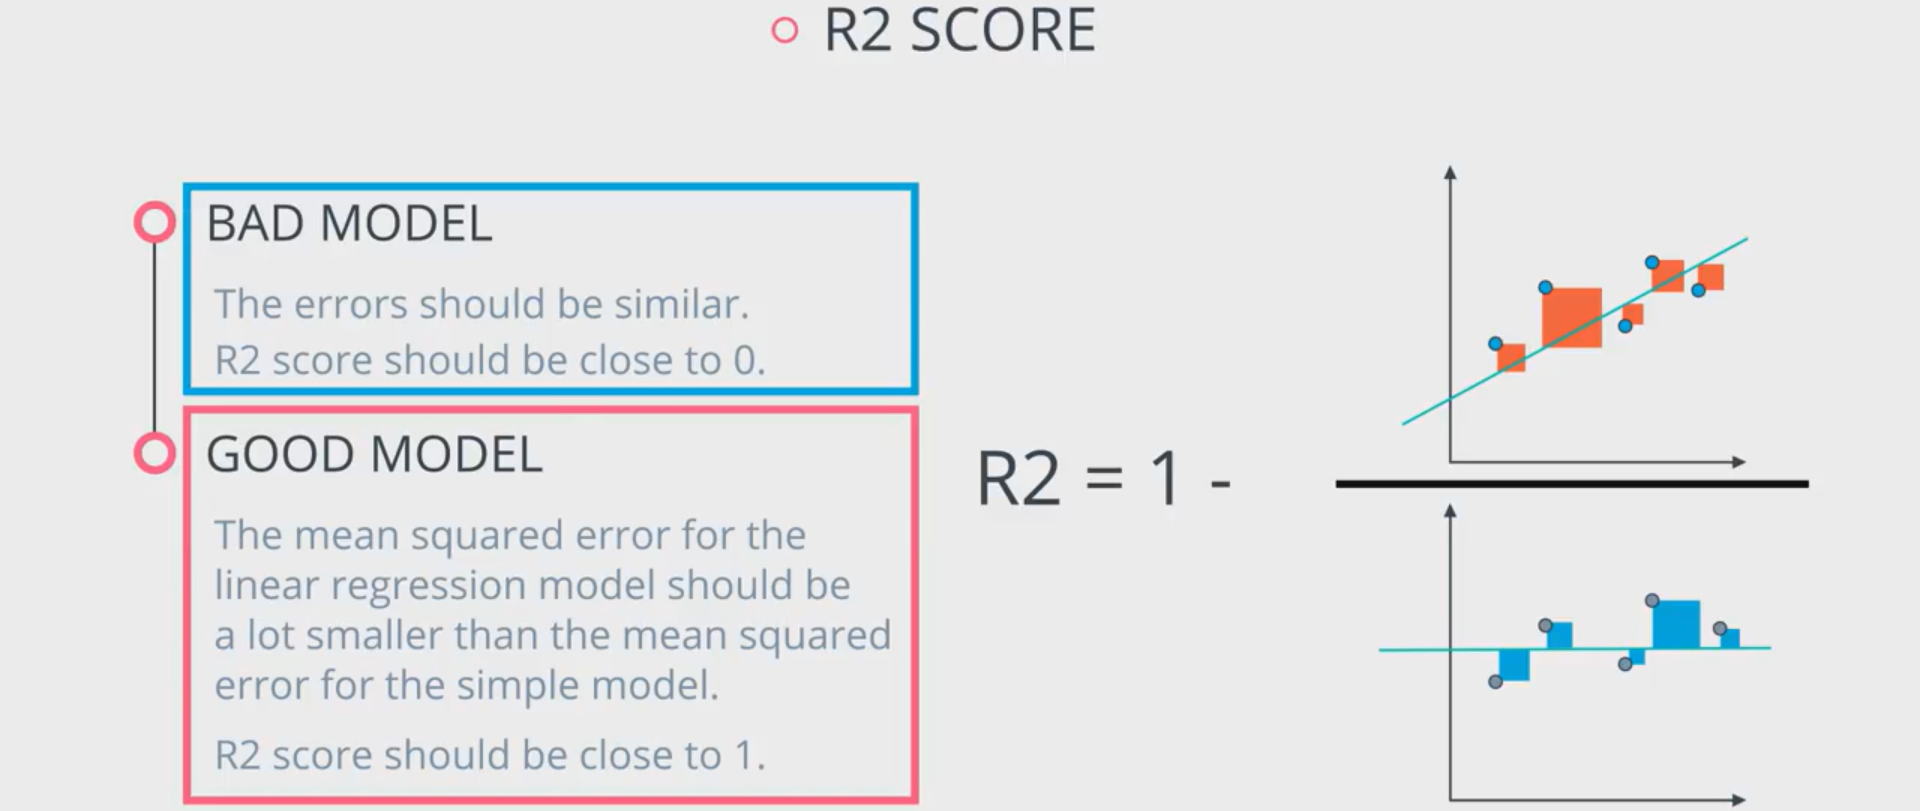 R2 SCORE
BAD MODEL
The errors should be similar.
R2 score should be close to 0.
GOOD MODEL
The mean squared error for the
linear regression model should be
a lot smaller than the mean squared
error for the simple model.
R2 score should be close to 1.
R2 = 1 -